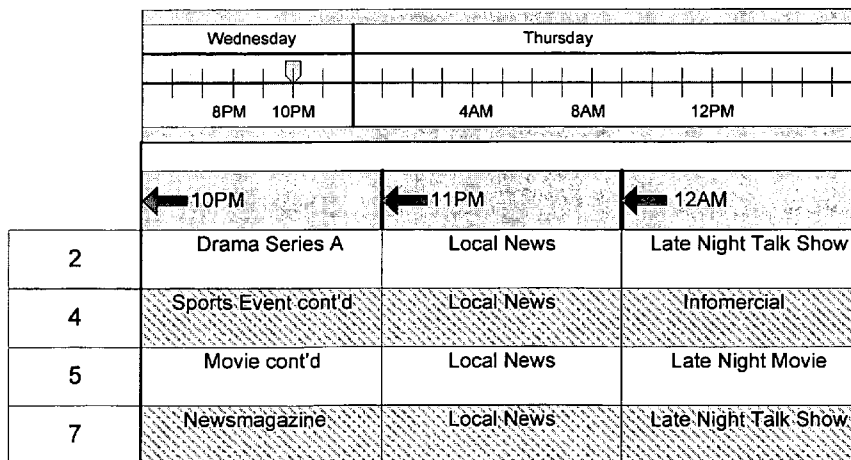 Wednesday Thursday
8PM 10PM 4AM 8AM 12PM
10PM 11PM 12AM
2 Drama Series A Local News Late Night Talk Show
4 Sports Event cont'd Local News Infomercial
5 Movie cont'd Local News Late Night Movie
7 Newsmagazine Local News Late Night Talk Show